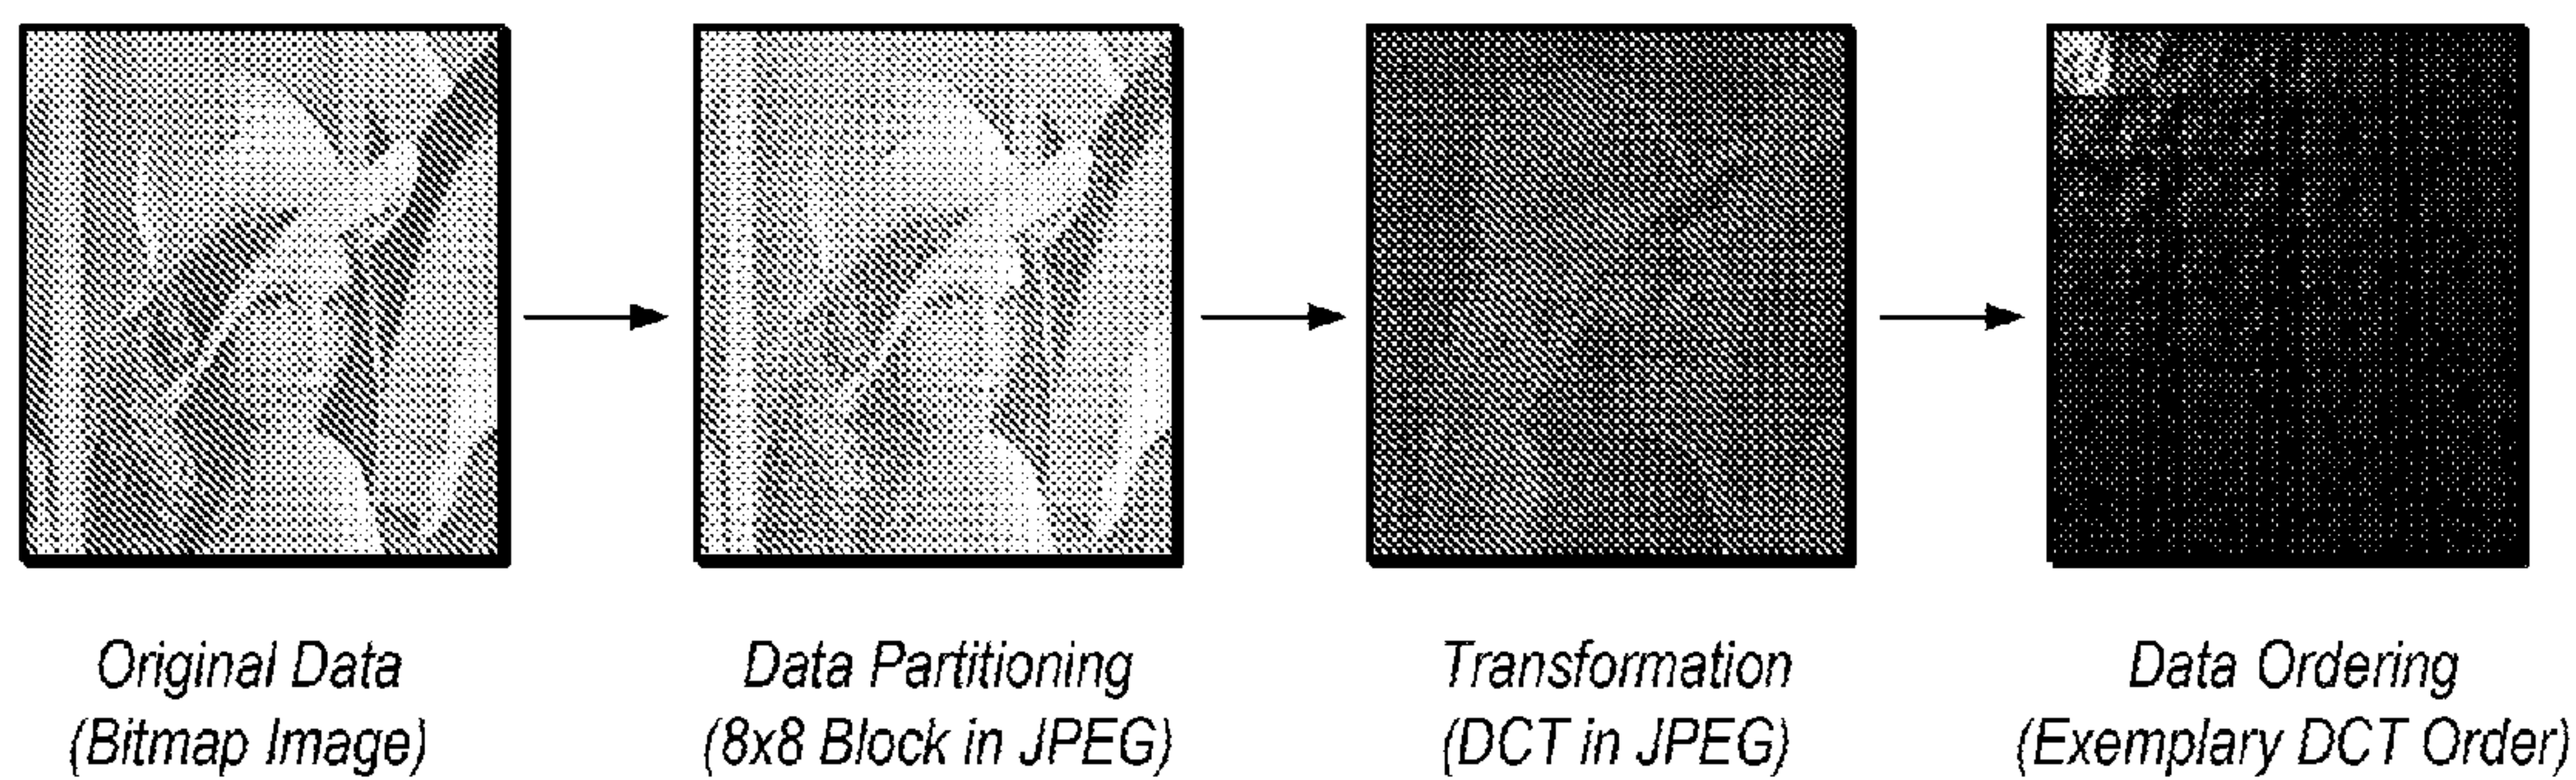 Original Data
(Bitmap Image)
Data Partitioning
(8x8 Block in JPEG)
Transformation
(DCT in JPEG)
Data Ordering
(Exemplary DCT Order)